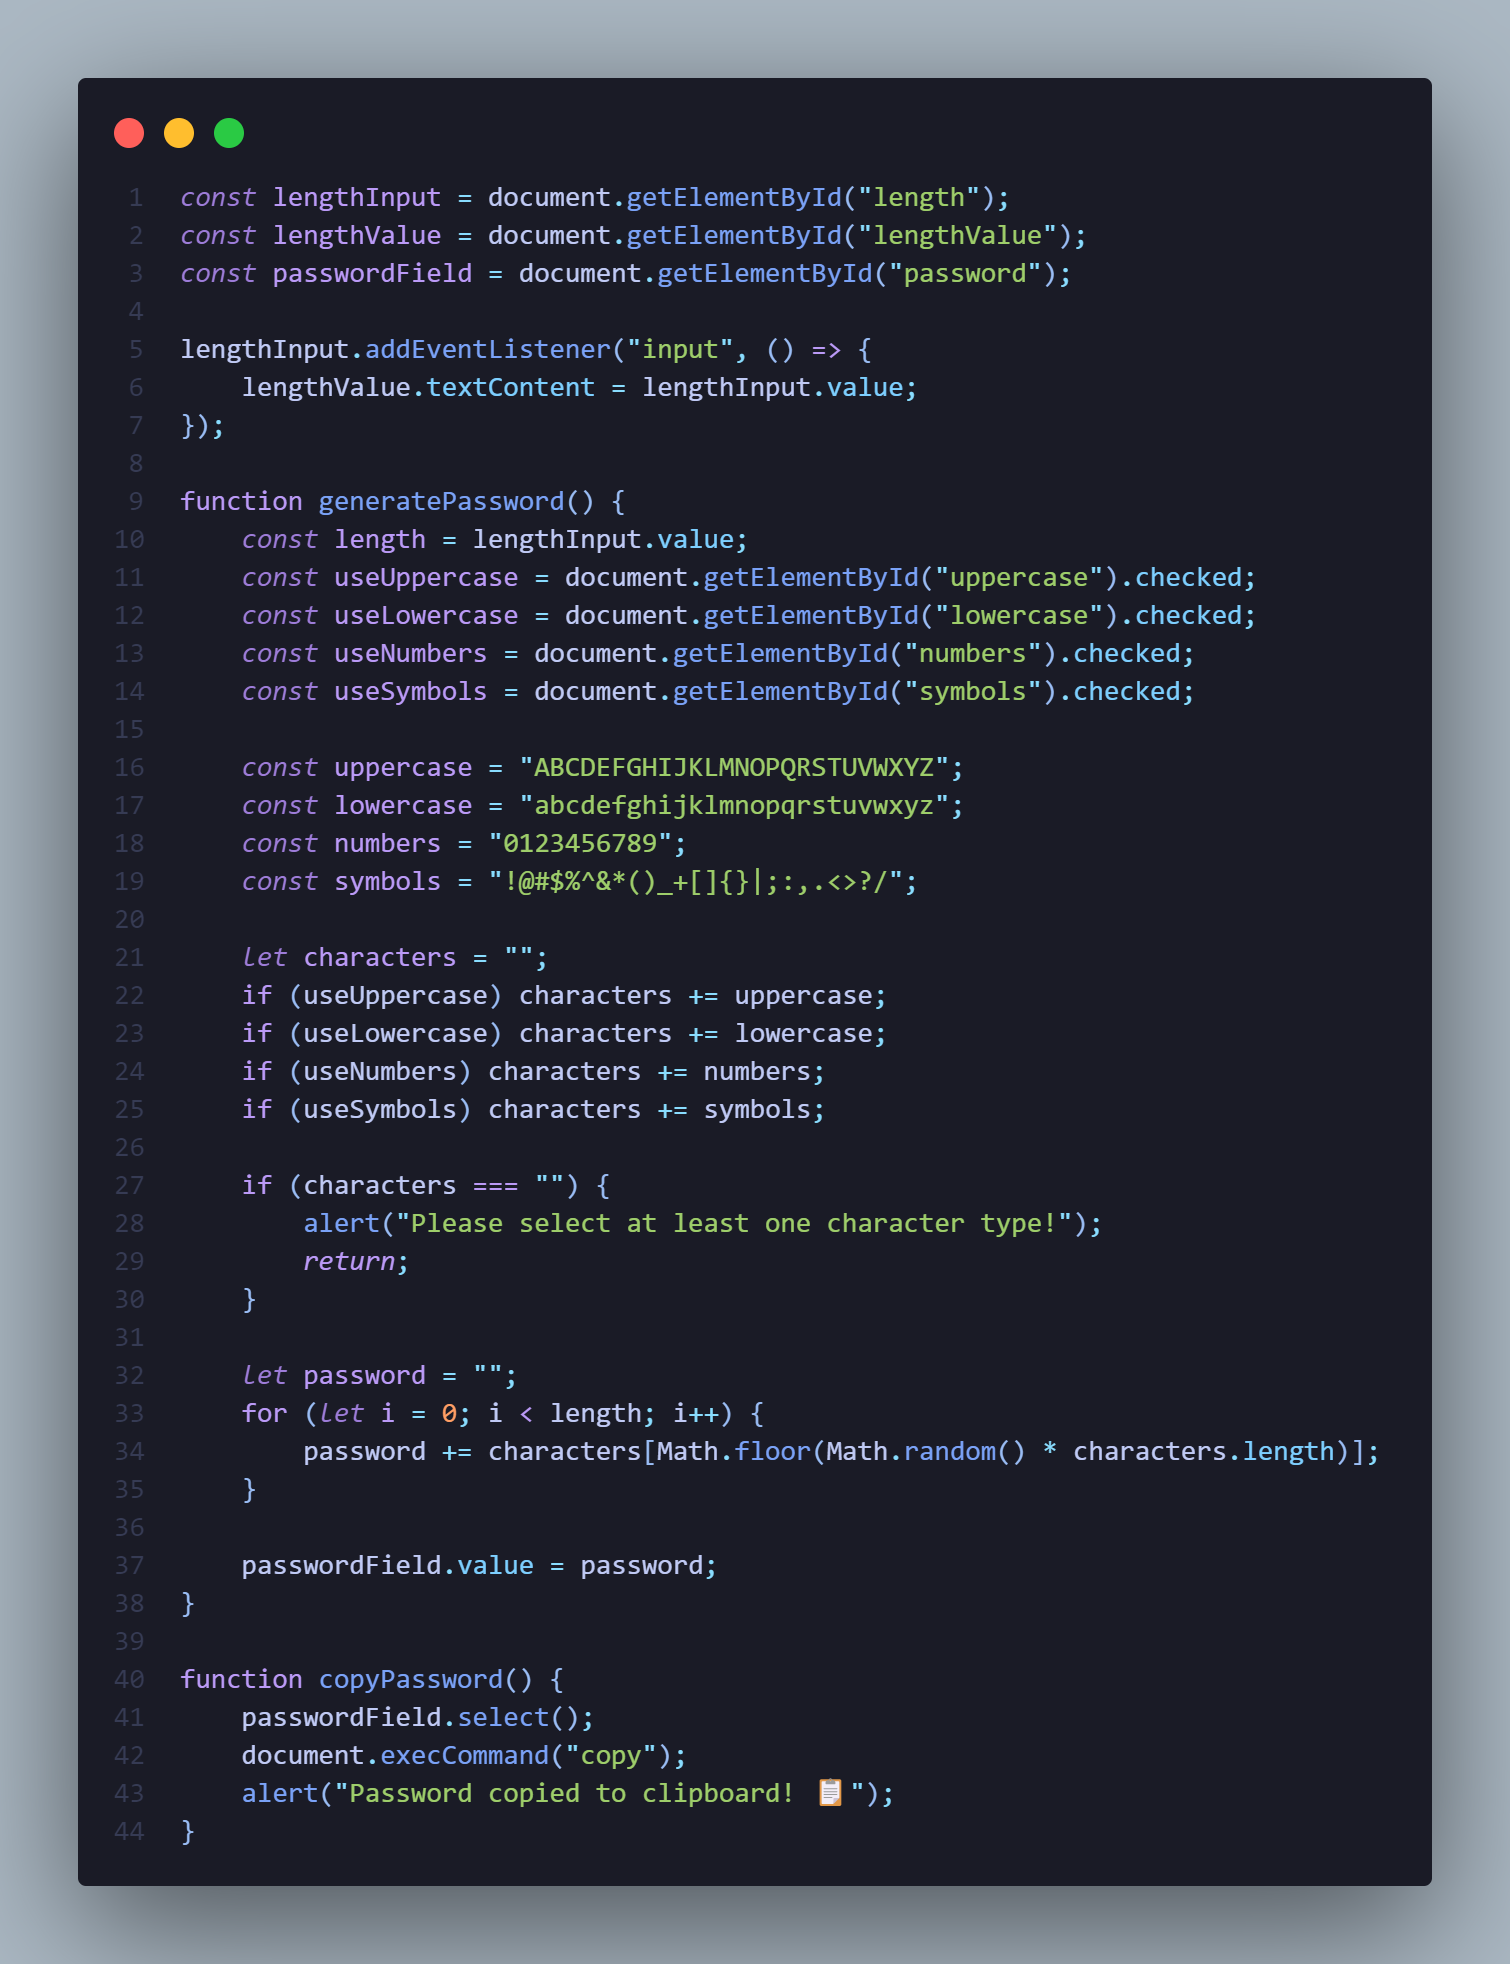 1 const lengthInput = document.getElementById("length");
2 const lengthValue = document.getElementById("lengthValue");
3 const passwordField = document.getElementById("password");
4
5 lengthInput.addEventListener("input", () => {
6     lengthValue.textContent = lengthInput.value;
7 });
8
9 function generatePassword() {
10     const length = lengthInput.value;
11     const useUppercase = document.getElementById("uppercase").checked;
12     const useLowercase = document.getElementById("lowercase").checked;
13     const useNumbers = document.getElementById("numbers").checked;
14     const useSymbols = document.getElementById("symbols").checked;
15
16     const uppercase = "ABCDEFGHIJKLMNOPQRSTUVWXYZ";
17     const lowercase = "abcdefghijklmnopqrstuvwxyz";
18     const numbers = "0123456789";
19     const symbols = "!@#$%^&*()_+[]{}|;:,.<>?/";
20
21     let characters = "";
22     if (useUppercase) characters += uppercase;
23     if (useLowercase) characters += lowercase;
24     if (useNumbers) characters += numbers;
25     if (useSymbols) characters += symbols;
26
27     if (characters === "") {
28         alert("Please select at least one character type!");
29         return;
30     }
31
32     let password = "";
33     for (let i = 0; i < length; i++) {
34         password += characters[Math.floor(Math.random() * characters.length)];
35     }
36
37     passwordField.value = password;
38 }
39
40 function copyPassword() {
41     passwordField.select();
42     document.execCommand("copy");
43     alert("Password copied to clipboard! 📋");
44 }